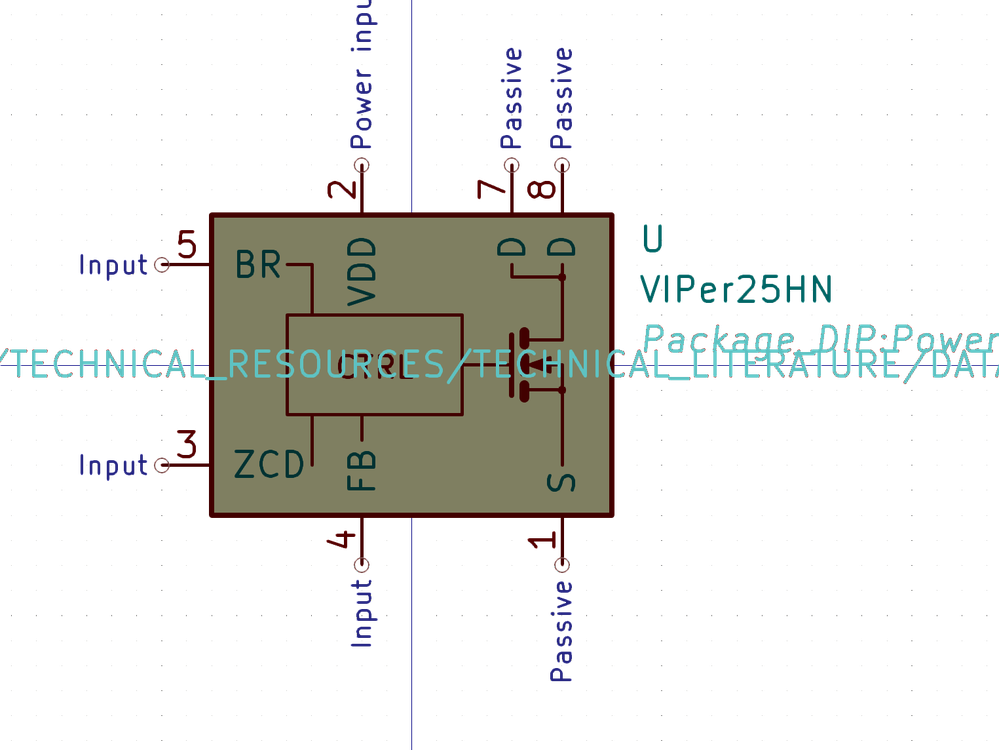 Power input
Passive
Passive
2
7
8
U
VIPer25HN
Package_DIP:Power
Input
5
BR
VDD
D
D
CTRL
/TECHNICAL_RESOURCES/TECHNICAL_LITERATURE/DATA
Input
3
ZCD
FB
S
4
1
Input
Passive